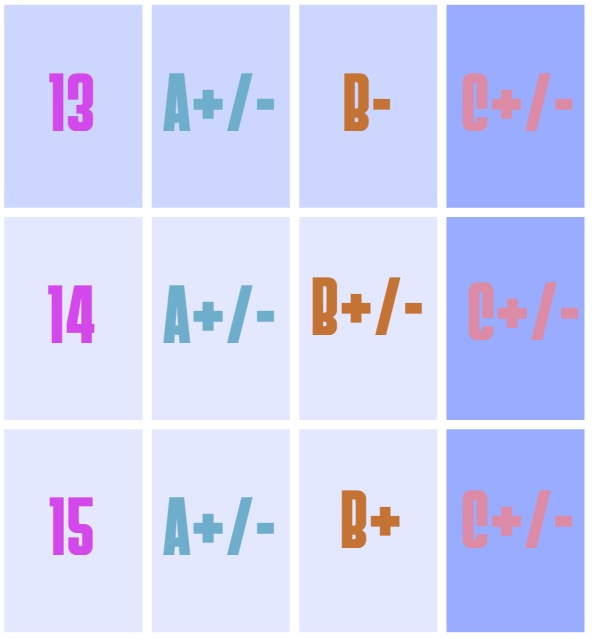 13 A+/- B- C+/-
14 A+/- B+/- C+/-
15 A+/- B+ C+/-